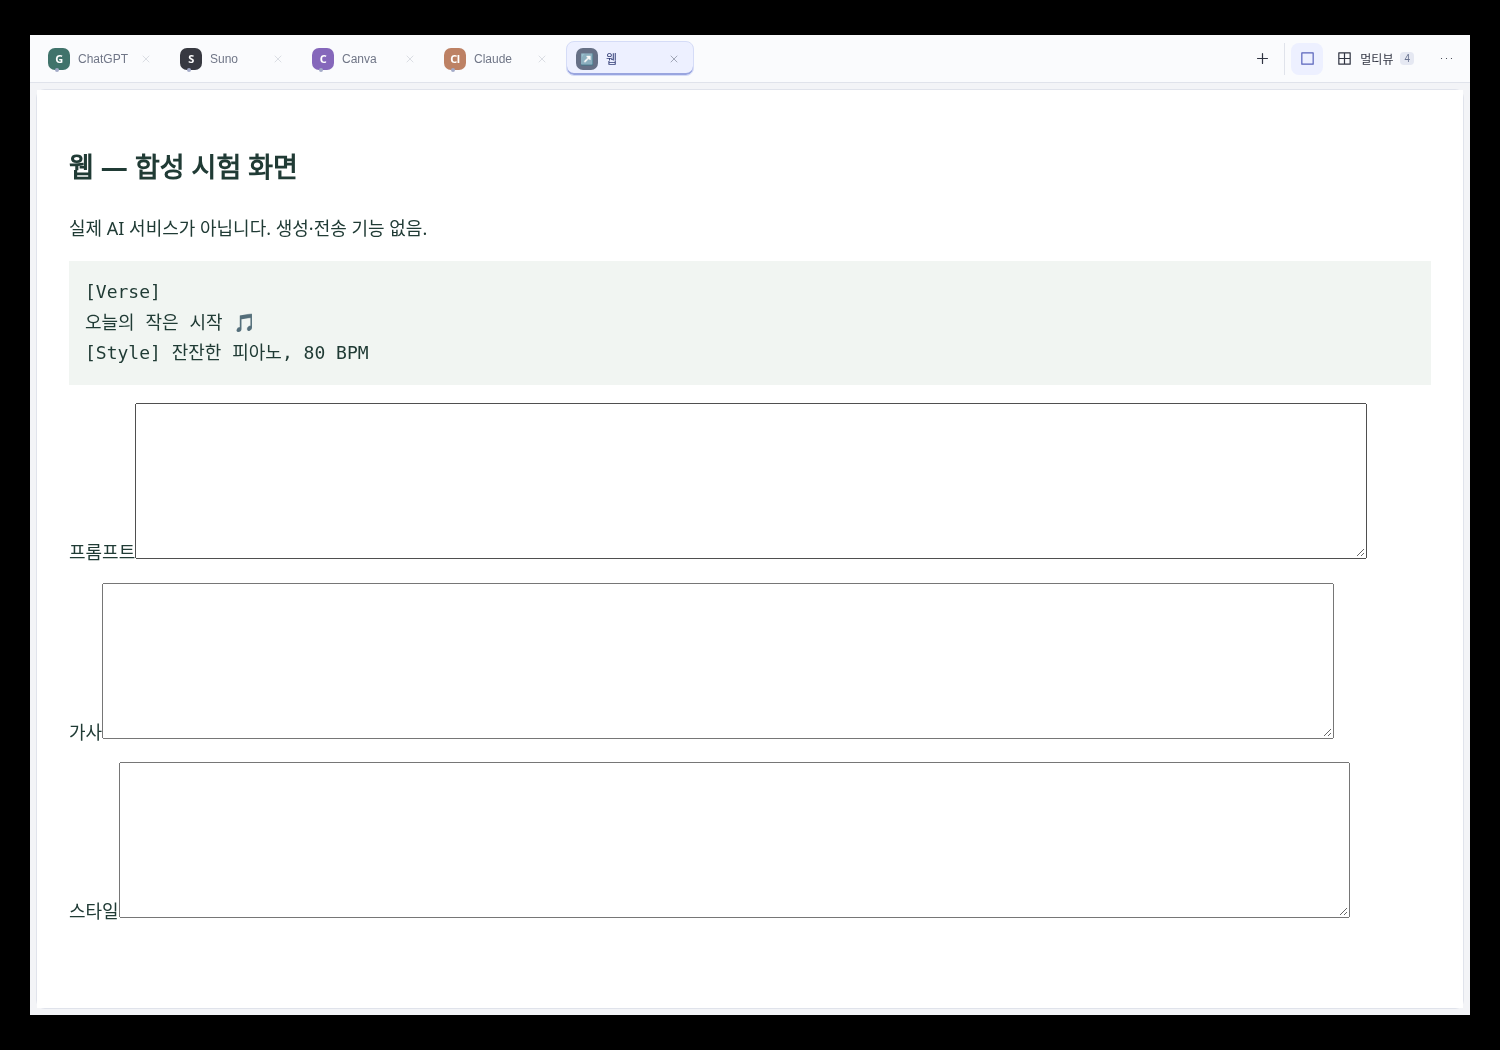 G ChatGPT S Suno C Canva Cl Claude 웹 멀티뷰 4
웹 — 합성 시험 화면
실제 AI 서비스가 아닙니다. 생성·전송 기능 없음.
[Verse]
오늘의 작은 시작 🎵
[Style] 잔잔한 피아노, 80 BPM
프롬프트
가사
스타일